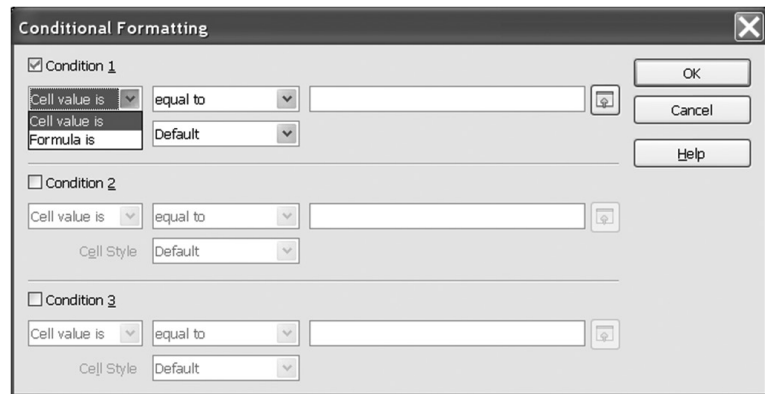 Conditional Formatting
Condition 1
OK
Cell value is equal to
Cancel
Cell value is
Formula is Default
Help
Condition 2
Cell value is equal to
Cell Style Default
Condition 3
Cell value is equal to
Cell Style Default